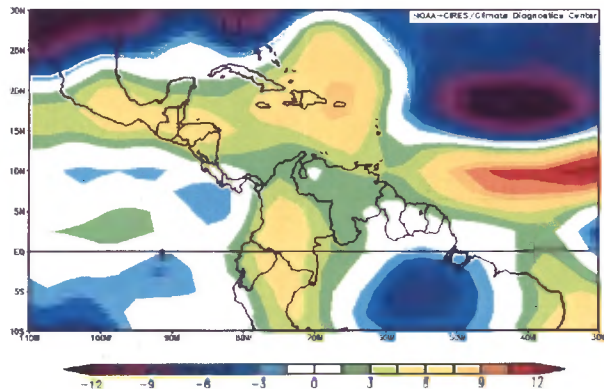 NOAA-CIRES/Climate Diagnostics Center
30N
25N
20N
15N
10N
5N
EQ
5S
10S
110W 100W 90W 80W 70W 60W 50W 40W 30W
-12 -9 -6 -3 0 3 6 9 12